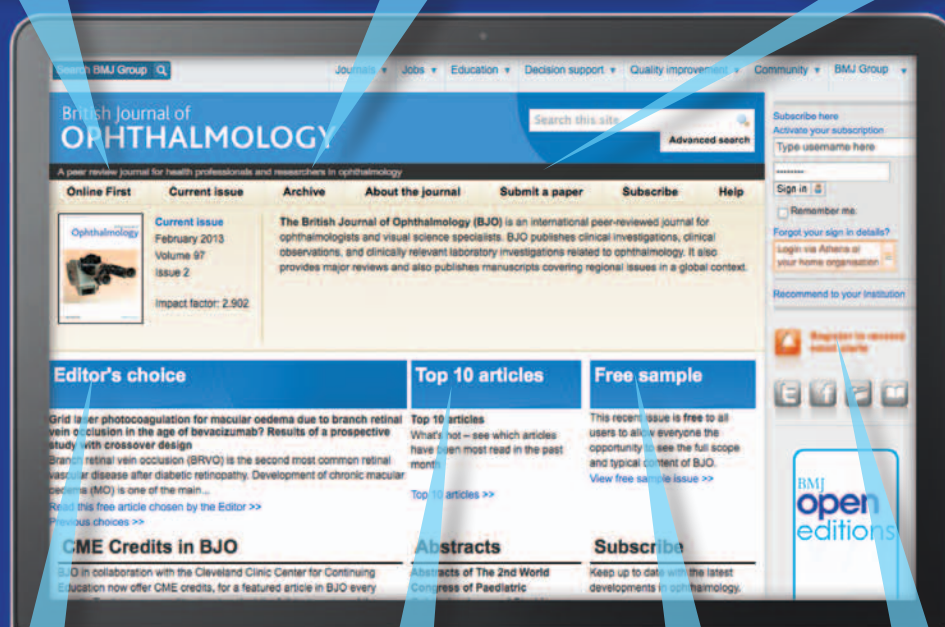 Search BMJ Group
Journals Jobs Education Decision support Quality improvement Community BMJ Group
British Journal of
OPHTHALMOLOGY
Search this site
Advanced search
A peer review journal for health professionals and researchers in ophthalmology
Online First Current issue Archive About the journal Submit a paper Subscribe Help
Ophthalmology
Current issue
February 2013
Volume 97
Issue 2
Impact factor: 2.902
The British Journal of Ophthalmology (BJO) is an international peer-reviewed journal for
ophthalmologists and visual science specialists. BJO publishes clinical investigations, clinical
observations, and clinically relevant laboratory investigations related to ophthalmology. It also
provides major reviews and also publishes manuscripts covering regional issues in a global context.
Subscribe here
Activate your subscription
Type username here
••••••••
Sign in
Remember me
Forgot your sign in details?
Login via Athens or
your home organisation
Recommend to your institution
Register to receive
email alerts
Editor's choice
Grid laser photocoagulation for macular oedema due to branch retinal
vein occlusion in the age of bevacizumab? Results of a prospective
study with crossover design
Branch retinal vein occlusion (BRVO) is the second most common retinal
vascular disease after diabetic retinopathy. Development of chronic macular
oedema (MO) is one of the main...
Read this free article chosen by the Editor >>
Previous choices >>
Top 10 articles
Top 10 articles
What's hot – see which articles
have been most read in the past
month
Top 10 articles >>
Free sample
This recent issue is free to all
users to allow everyone the
opportunity to see the full scope
and typical content of BJO.
View free sample issue >>
BMJ
open
editions
CME Credits in BJO
BJO in collaboration with the Cleveland Clinic Center for Continuing
Education now offer CME credits, for a featured article in BJO every
Abstracts
Abstracts of The 2nd World
Congress of Paediatric
Subscribe
Keep up to date with the latest
developments in ophthalmology.